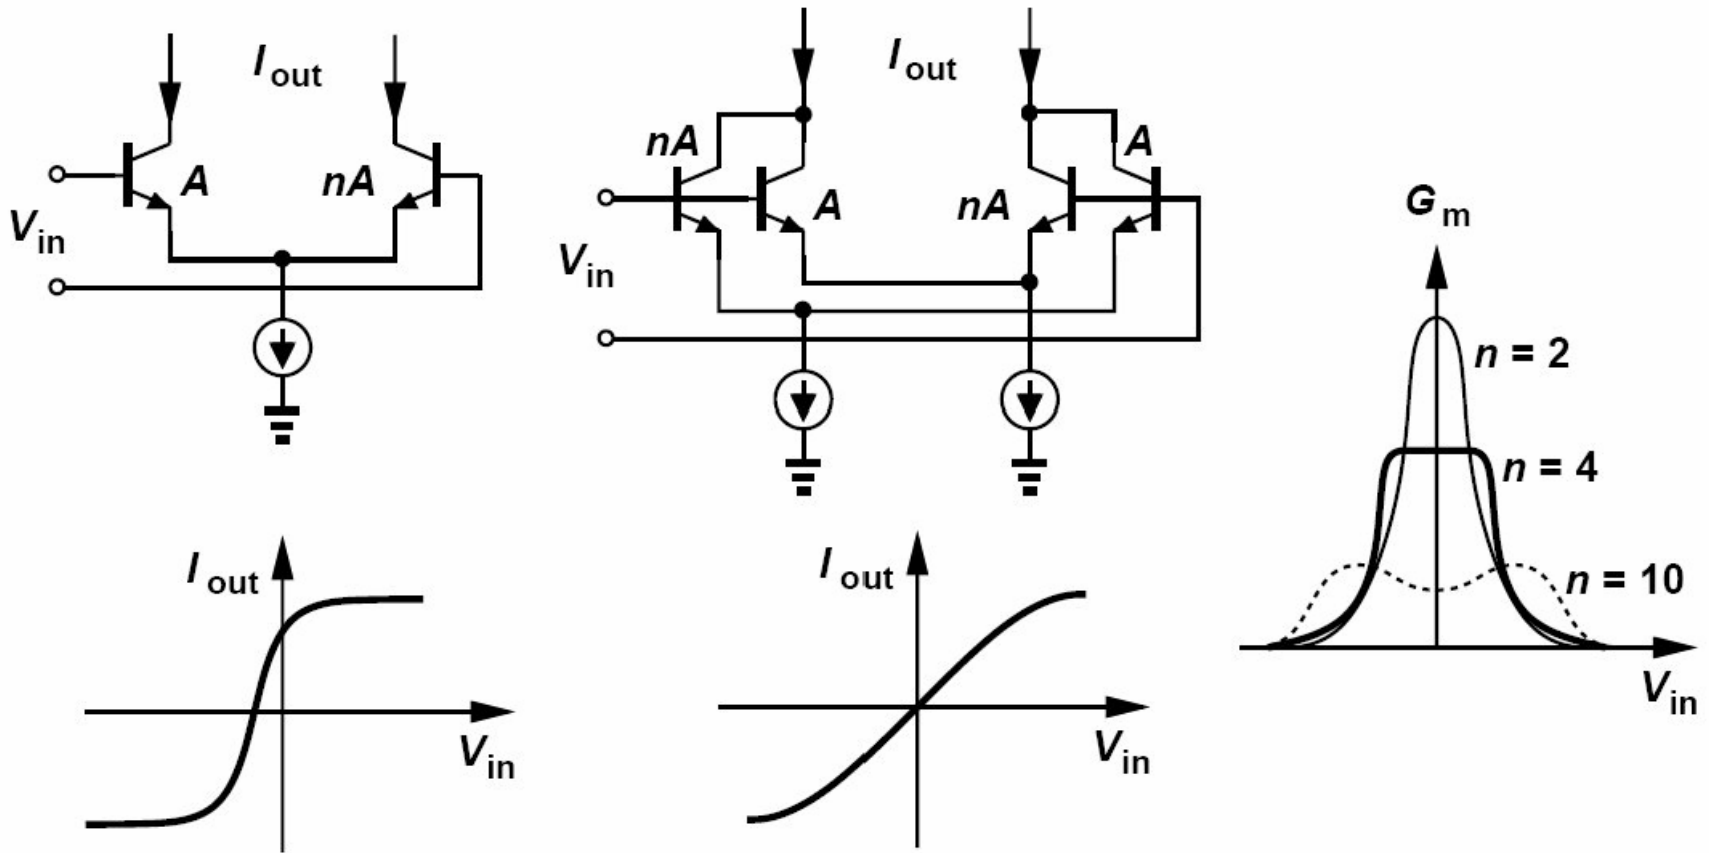 I out
A
nA
V in
I out
nA
A
nA
A
V in
G m
n = 2
n = 4
n = 10
V in
I out
V in
I out
V in